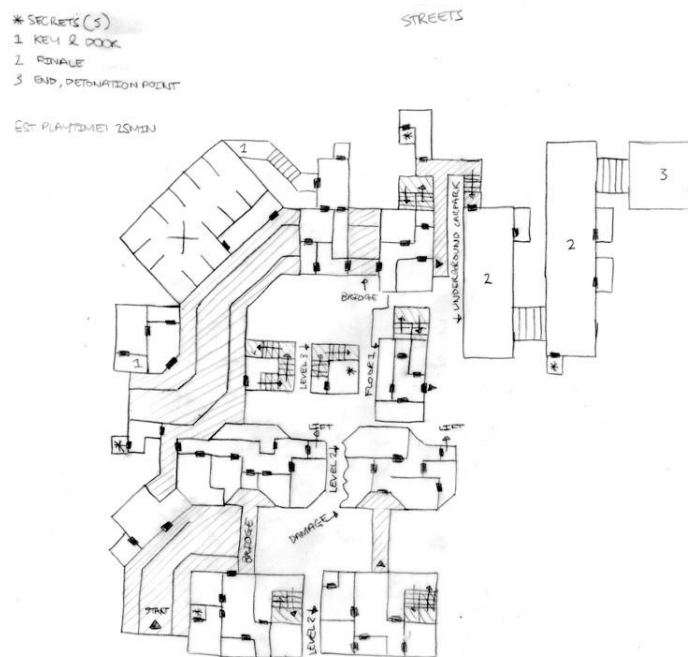 STREETS
* SECRETS (5)
1 KEY & DOOR
2 FINALE
3 END, DETONATION POINT
EST. PLAYTIME: 25MIN
1
3
2
2
↓ UNDERGROUND CARPARK
BRIDGE
*
1
LEVEL 3
*
FLOOR 1
*
*
LIFT
LIFT
LEVEL 2
BRIDGE
DAMAGE
START
*
LEVEL 2